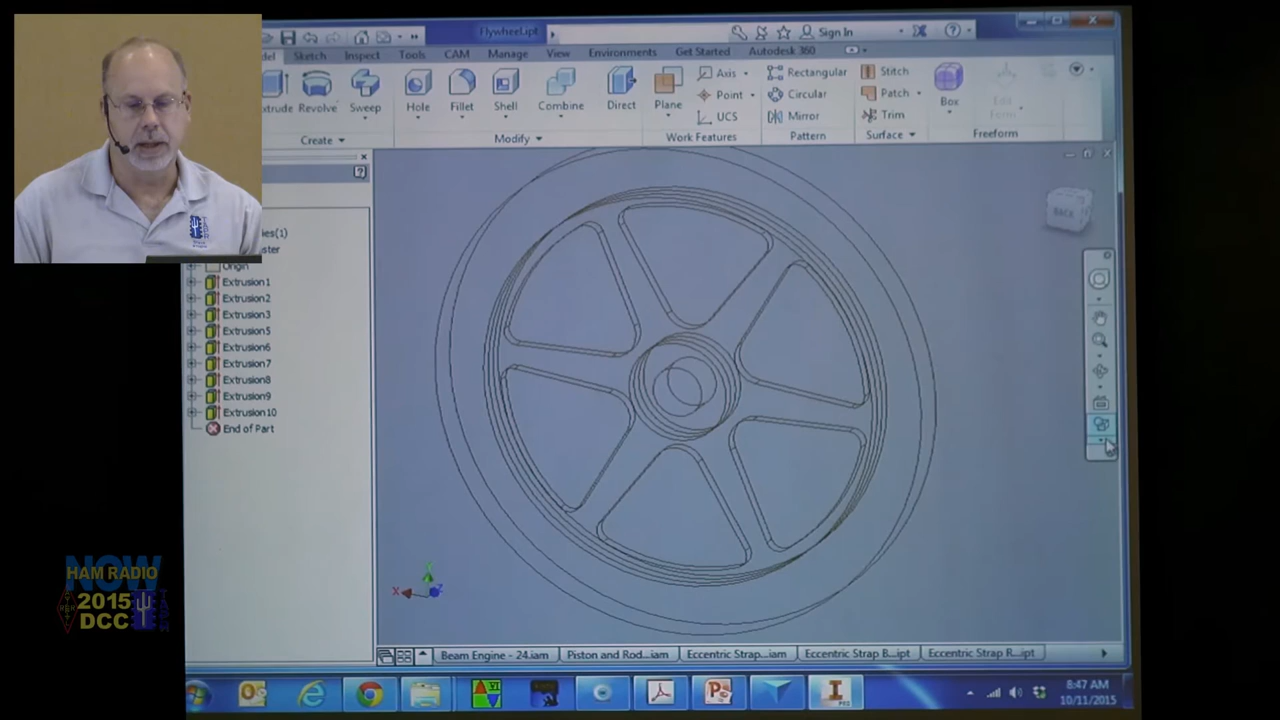 Flywheel.ipt
Sign In
Sketch Inspect Tools CAM Manage View Environments Get Started Autodesk 360
Revolve Sweep Hole Fillet Shell Combine Direct Plane
Axis
Point
UCS
Rectangular
Circular
Mirror
Stitch
Patch
Trim
Box
Create Modify Work Features Pattern Surface Freeform
BACK
Origin
Extrusion1
Extrusion2
Extrusion3
Extrusion5
Extrusion6
Extrusion7
Extrusion8
Extrusion9
Extrusion10
End of Part
X
Beam Engine - 24.iam Piston and Rod...iam Eccentric Strap...iam Eccentric Strap B...ipt Eccentric Strap R...ipt
8:47 AM
10/11/2015
NOW
HAM RADIO
2015
DCC
TAPR